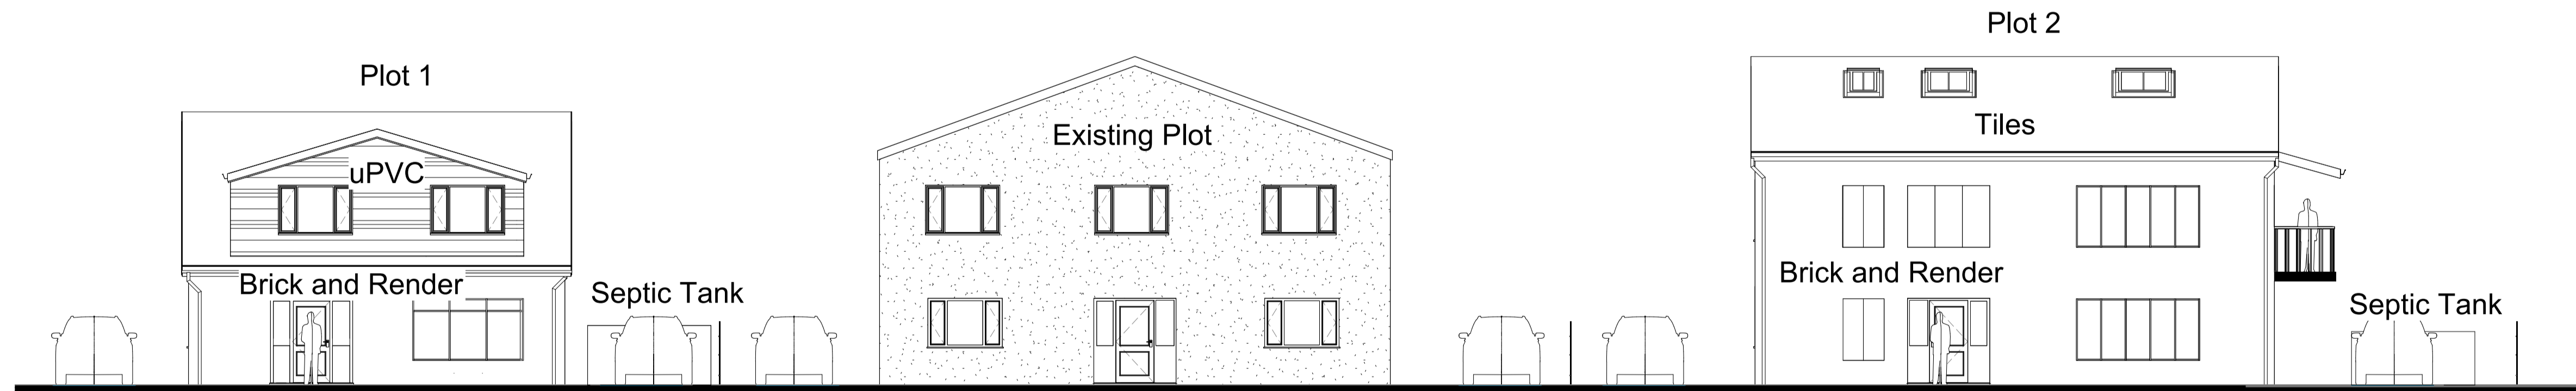 Plot 1
uPVC
Brick and Render
Septic Tank
Existing Plot
Plot 2
Tiles
Brick and Render
Septic Tank